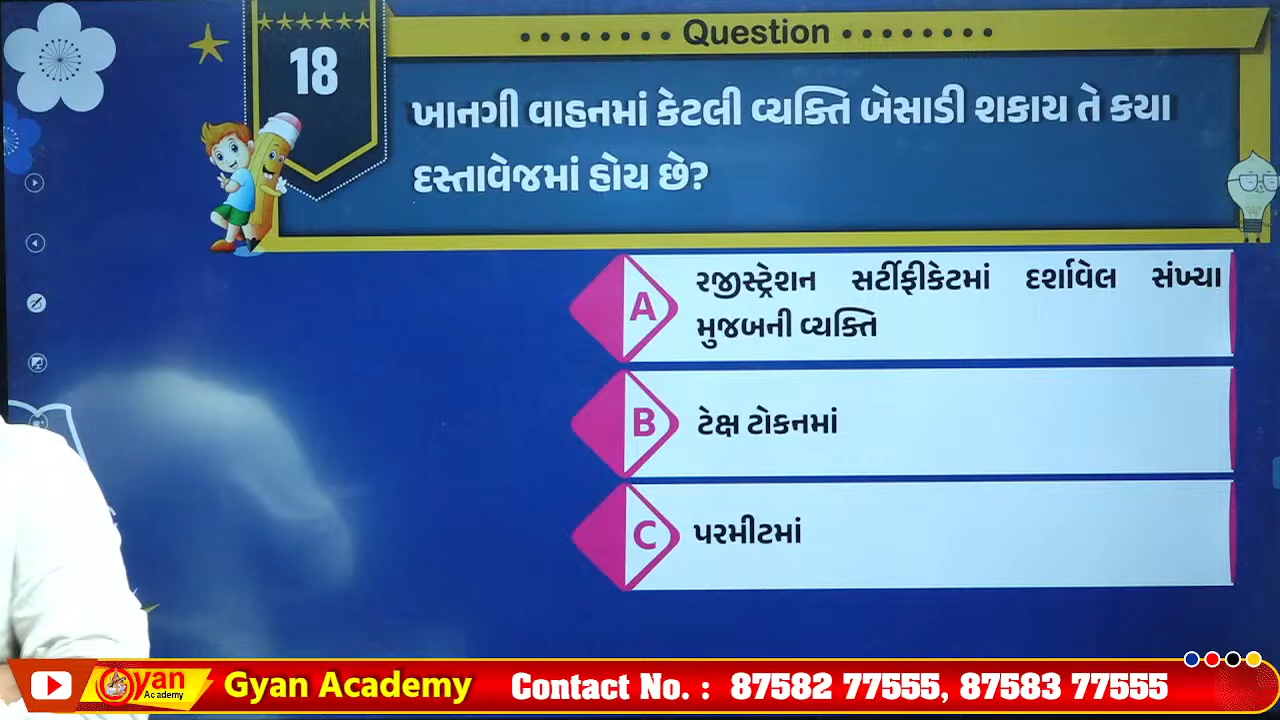 Question
18
ખાનગી વાહનમાં કેટલી વ્યક્તિ બેસાડી શકાય તે કયા
દસ્તાવેજમાં હોય છે?
A
રજીસ્ટ્રેશન સર્ટીફીકેટમાં દર્શાવેલ સંખ્યા
મુજબની વ્યક્તિ
B
ટેક્ષ ટોકનમાં
C
પરમીટમાં
Gyan
Academy
Gyan Academy
Contact No. : 87582 77555, 87583 77555